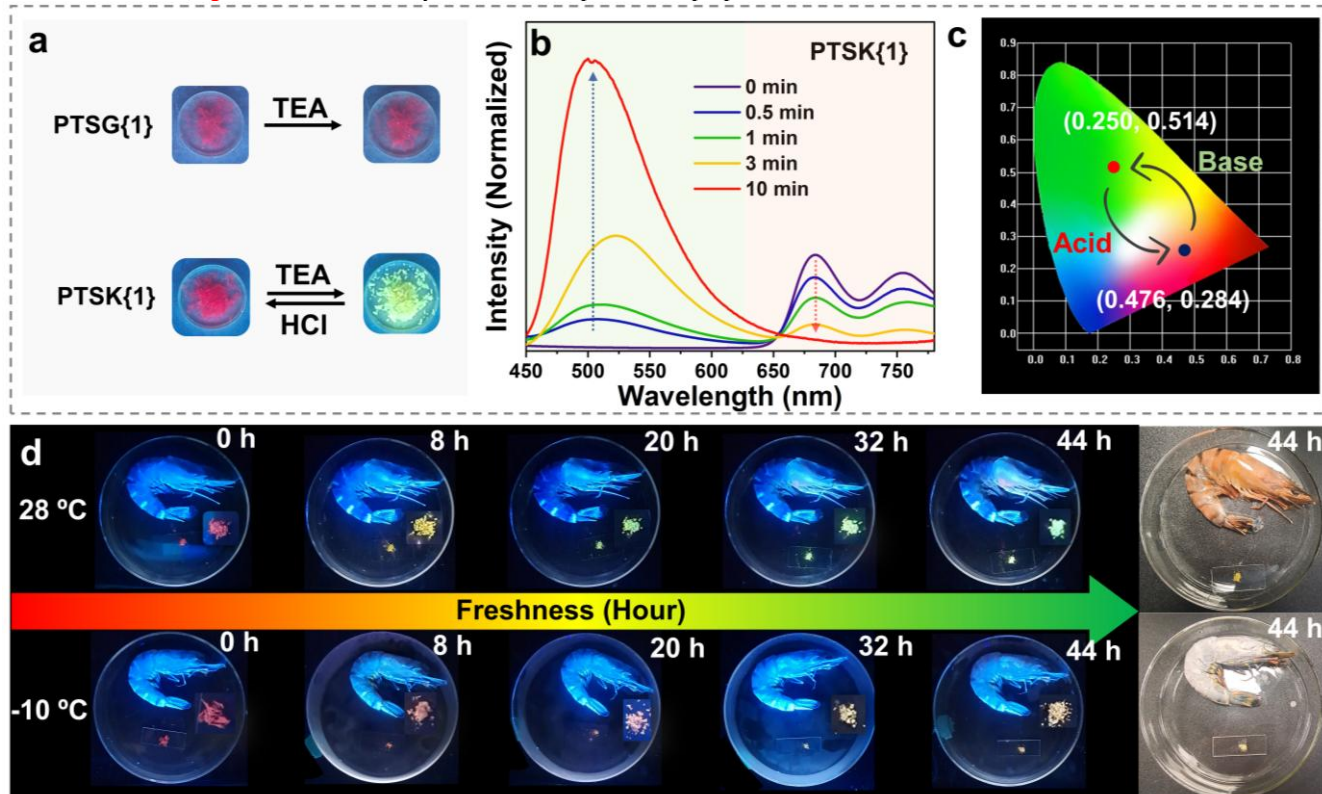 a
PTSG{1}
TEA
PTSK{1}
TEA
HCl
b
PTSK{1}
0 min
0.5 min
1 min
3 min
10 min
Intensity (Normalized)
450 500 550 600 650 700 750
Wavelength (nm)
c
0.9
0.8
0.7
0.6
0.5
0.4
0.3
0.2
0.1
0.0
(0.250, 0.514)
Base
Acid
(0.476, 0.284)
0.0 0.1 0.2 0.3 0.4 0.5 0.6 0.7 0.8
d
0 h 8 h 20 h 32 h 44 h 44 h
28 ºC
Freshness (Hour)
0 h 8 h 20 h 32 h 44 h 44 h
-10 ºC